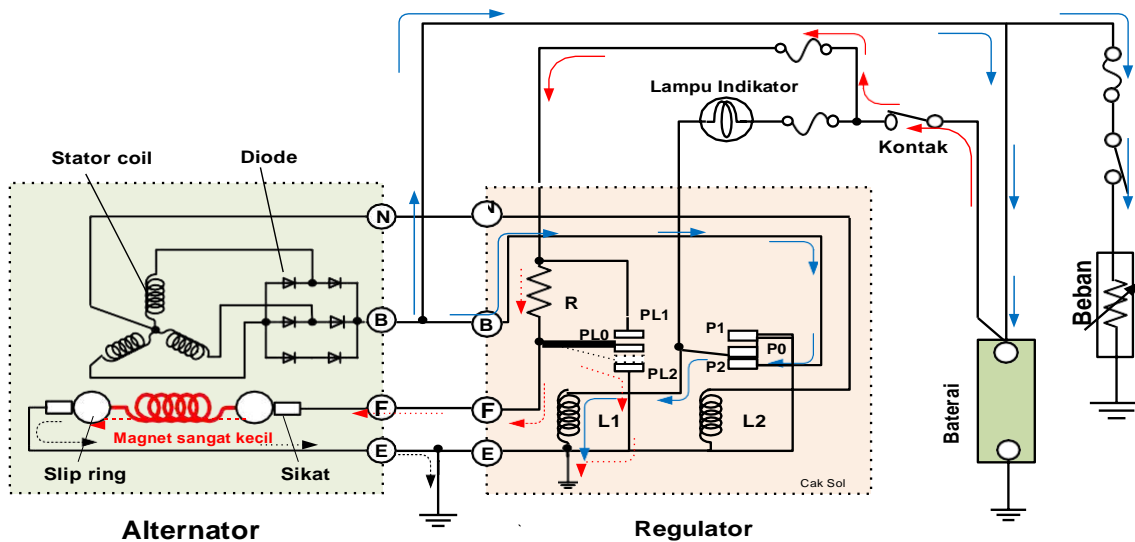 Lampu Indikator
Kontak
Stator coil
Diode
N
B
R
PL1
PL0
PL2
P1
P0
P2
B
Beban
Baterai
F
F
L1
L2
Magnet sangat kecil
E
E
Slip ring
Sikat
Cak Sol
Alternator
Regulator